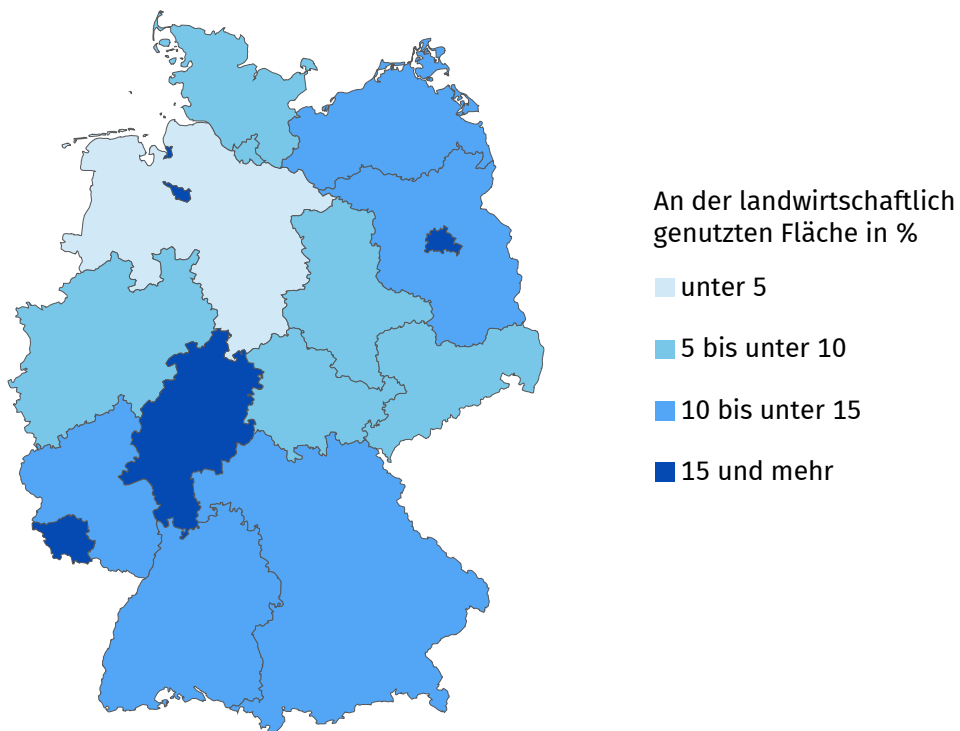 An der landwirtschaftlich
genutzten Fläche in %
unter 5
5 bis unter 10
10 bis unter 15
15 und mehr